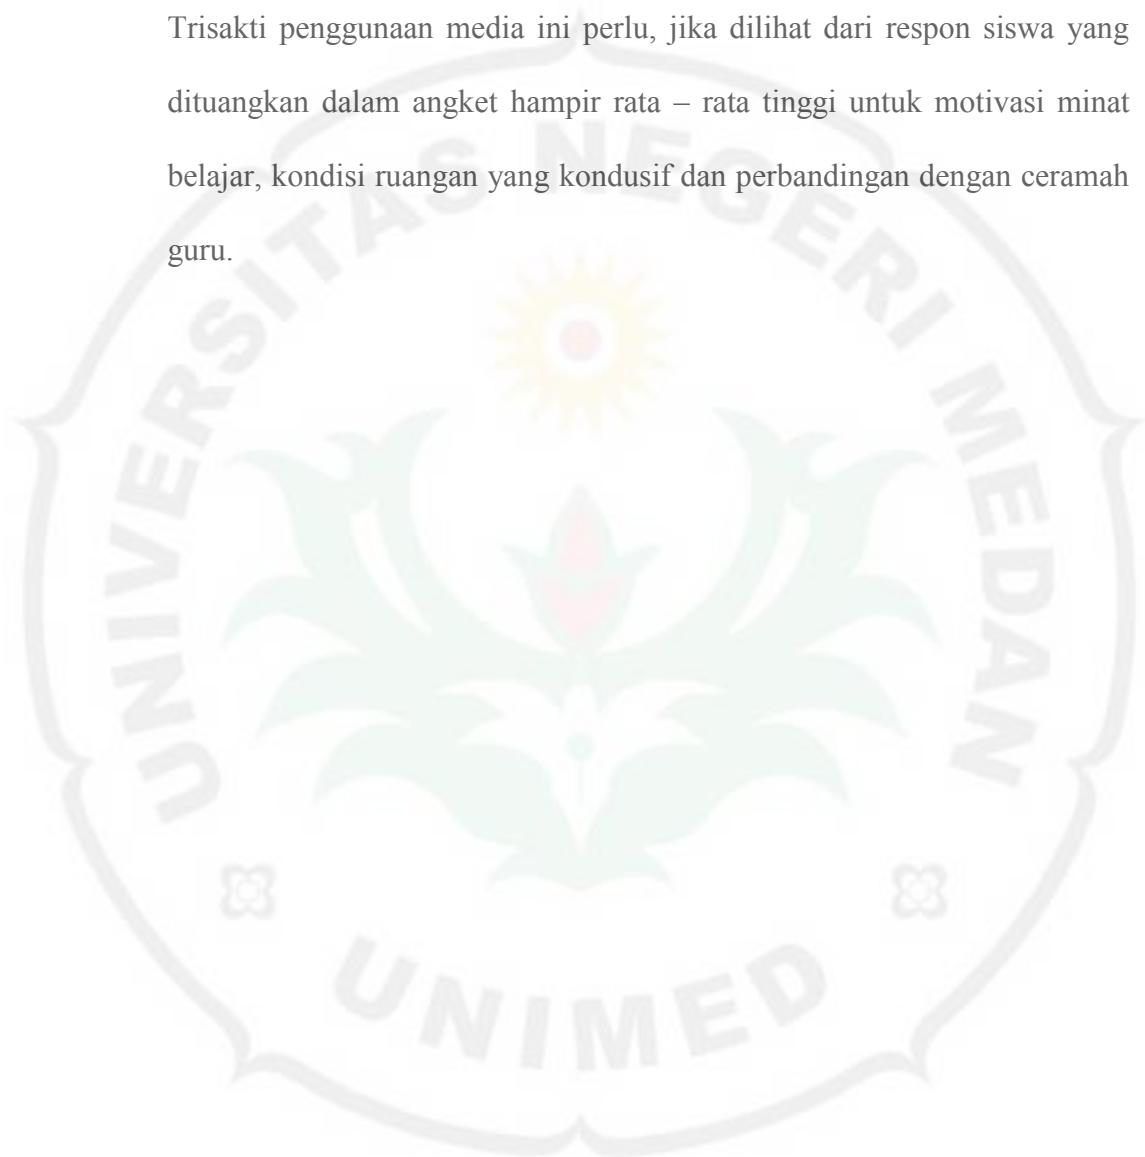 Trisakti penggunaan media ini perlu, jika dilihat dari respon siswa yang
dituangkan dalam angket hampir rata – rata tinggi untuk motivasi minat
belajar, kondisi ruangan yang kondusif dan perbandingan dengan ceramah
guru.
UNIVERSITAS NEGERI MEDAN
UNIMED